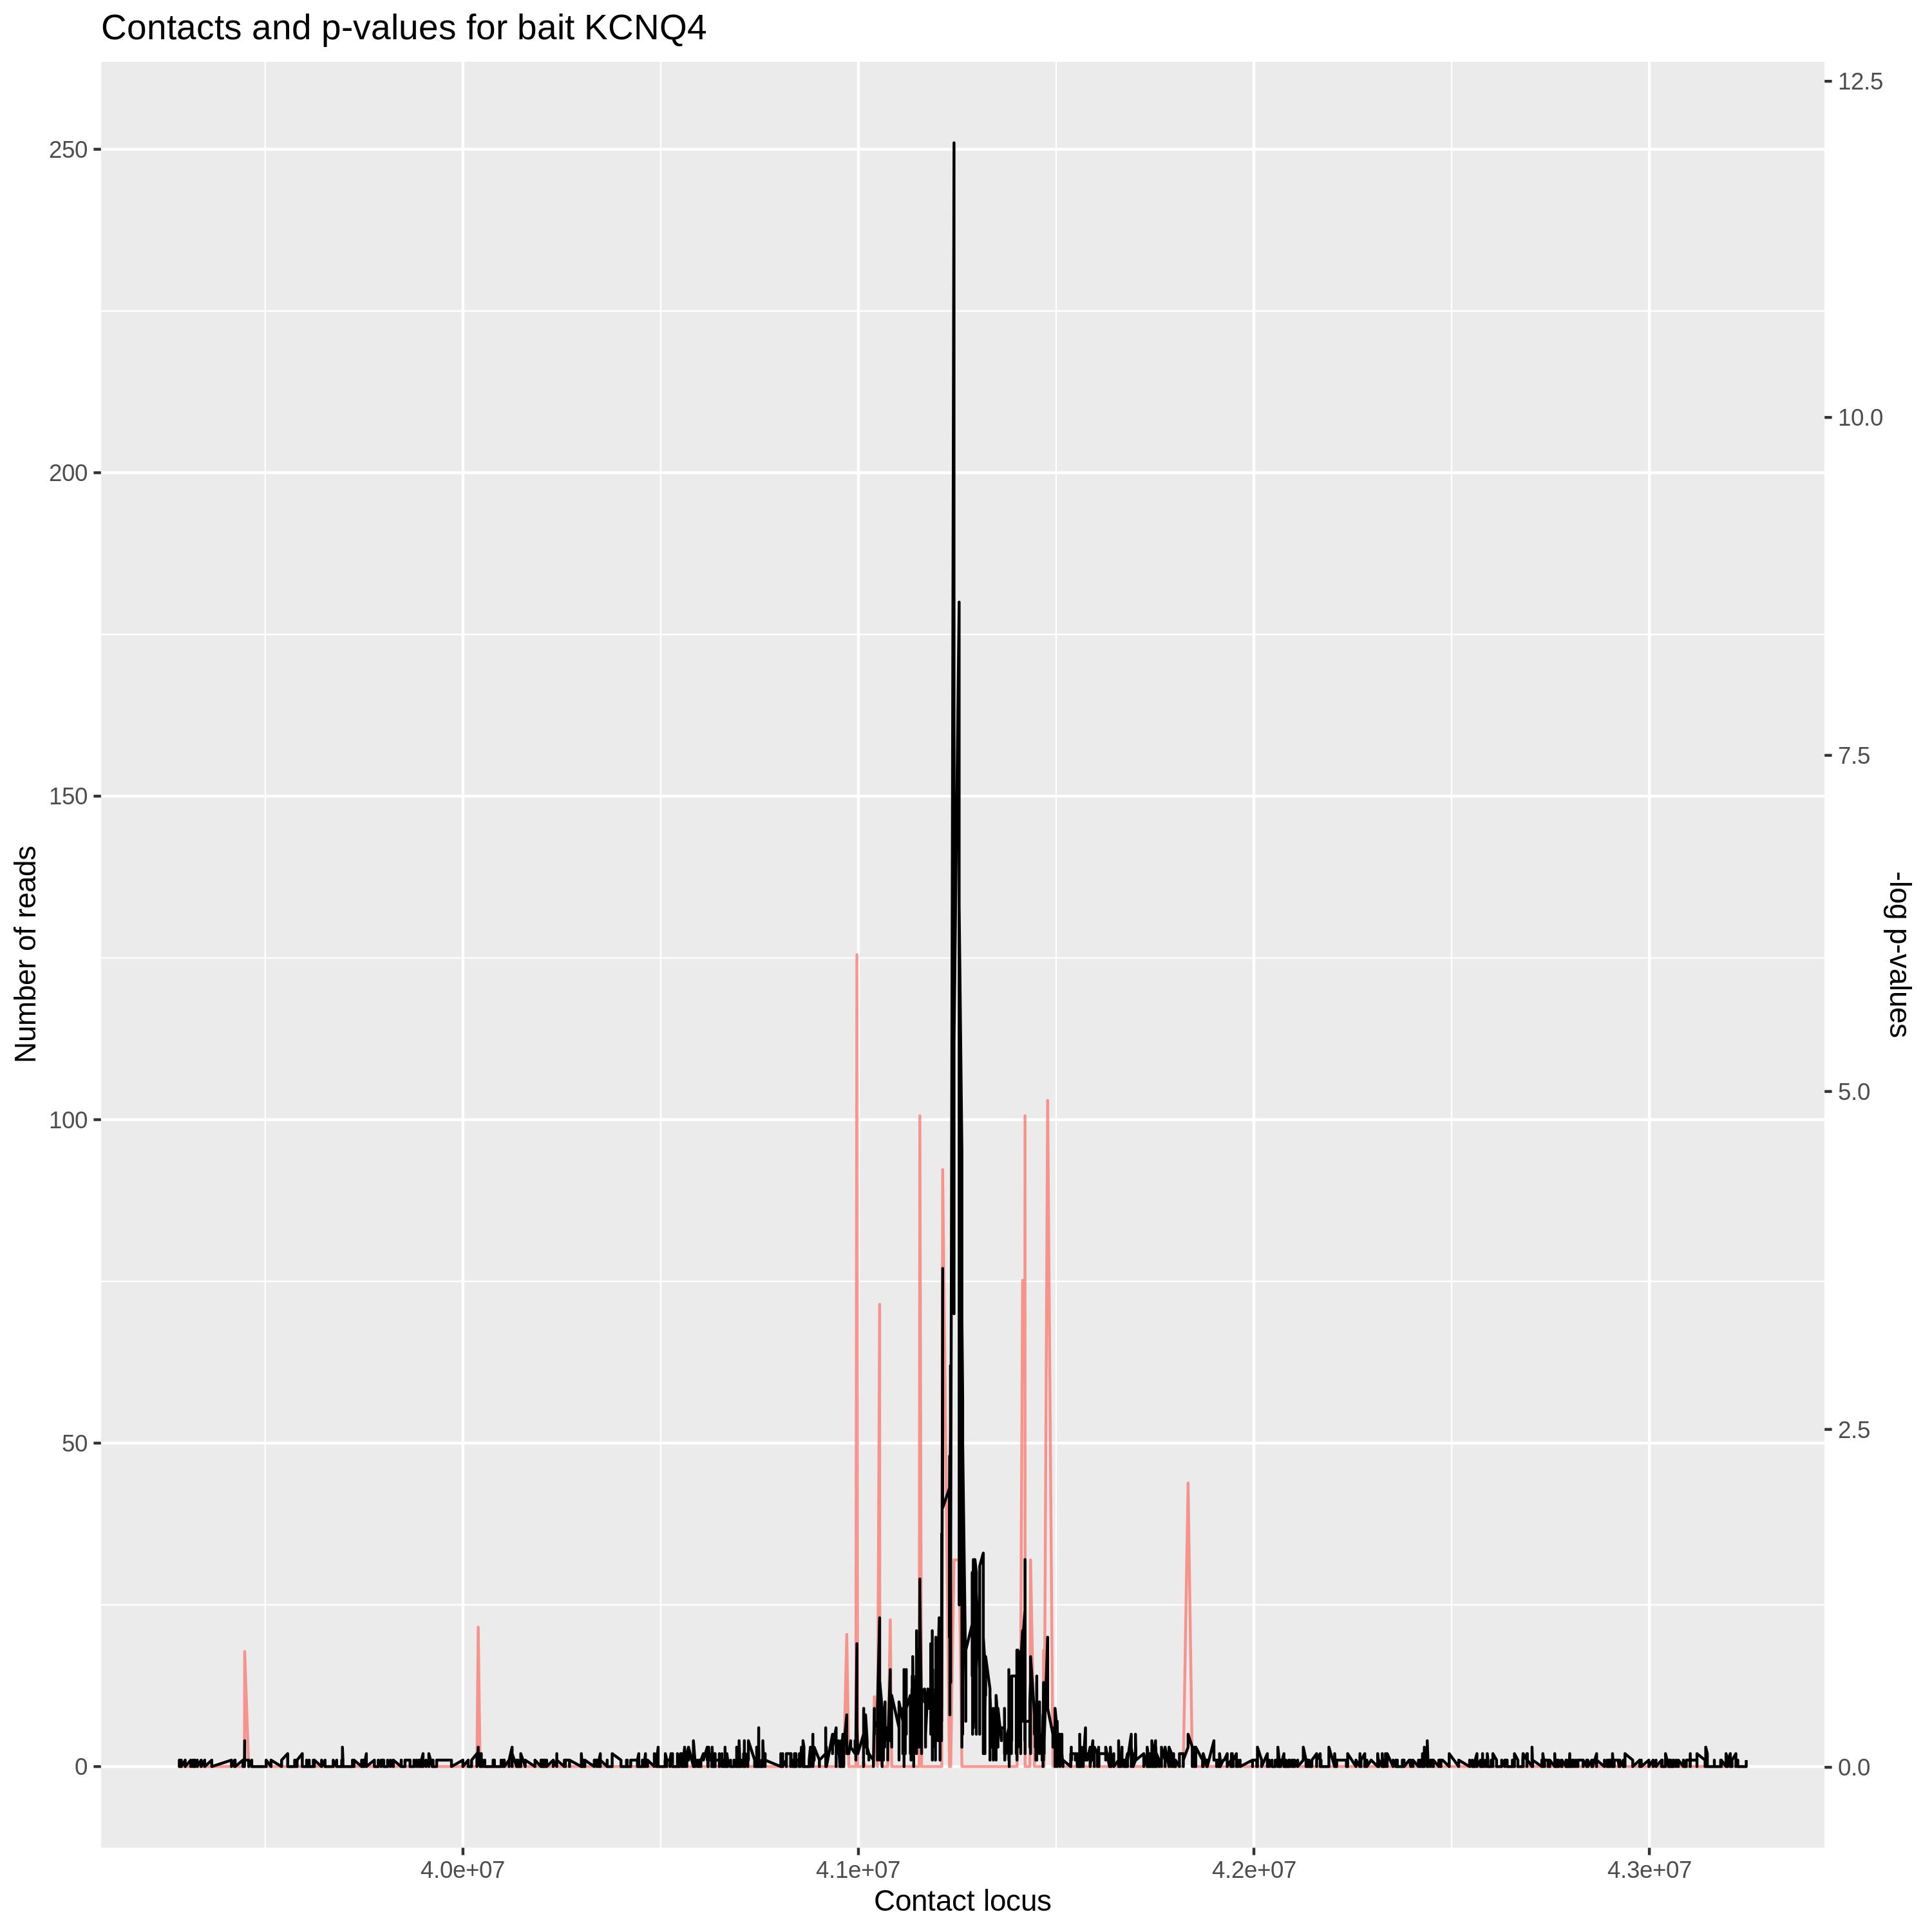 Contacts and p-values for bait KCNQ4
250
200
150
100
50
0
Number of reads
12.5
10.0
7.5
5.0
2.5
0.0
-log p-values
4.0e+07
4.1e+07
4.2e+07
4.3e+07
Contact locus